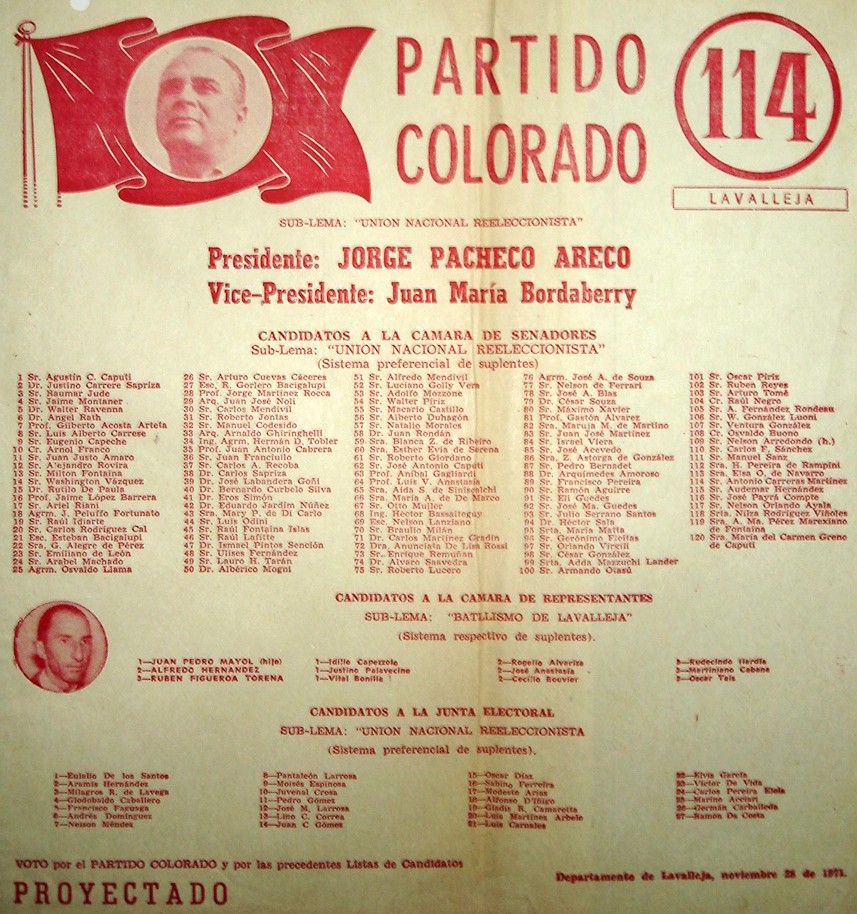 PARTIDO
COLORADO
114
LAVALLEJA
SUB-LEMA: "UNION NACIONAL REELECCIONISTA"
Presidente: JORGE PACHECO ARECO
Vice-Presidente: Juan María Bordaberry
CANDIDATOS A LA CAMARA DE SENADORES
Sub-Lema: "UNION NACIONAL REELECCIONISTA"
(Sistema preferencial de suplentes)
1 Sr. Agustín C. Caputi
2 Dr. Justino Carrere Sapriza
3 Sr. Raumar Jude
4 Sr. Jaime Montaner
5 Dr. Walter Ravenna
6 Dr. Angel Rath
7 Prof. Gilberto Acosta Arteta
8 Sr. Luis Alberto Carrese
9 Sr. Eugenio Capeche
10 Cr. Arnol Franco
11 Sr. Juan Justo Amaro
12 Sr. Alejandro Rovira
13 Sr. Milton Fontaina
14 Sr. Washington Vázquez
15 Dr. Rutilo De Paula
16 Prof. Jaime López Barrera
17 Sr. Ariel Riani
18 Agrm. J. Peluffo Fortunato
19 Sr. Raúl Idiarte
20 Sr. Carlos Rodríguez Cal
21 Esc. Esteban Bacigalupi
22 Sra. G. Alegre de Pérez
23 Sr. Emiliano de León
24 Sr. Arabel Machado
25 Agrm. Osvaldo Llama
26 Sr. Arturo Cuevas Cáceres
27 Esc. R. Gorlero Bacigalupi
28 Prof. Jorge Martínez Rocca
29 Arq. Juan José Noli
30 Sr. Carlos Mendivil
31 Sr. Roberto Jontas
32 Sr. Manuel Codesido
33 Arq. Arnaldo Ghiringhelli
34 Ing. Agrm. Hernán D. Tobler
35 Prof. Juan Antonio Cabrera
36 Sr. Juan Franciullo
37 Sr. Carlos A. Recoba
38 Dr. Carlos Sapriza
39 Dr. José Labandera Goñi
40 Dr. Bernardo Curbelo Silva
41 Dr. Eros Simón
42 Dr. Eduardo Jardim Núñez
43 Sra. Mary P. de Di Carlo
44 Sr. Luis Odini
45 Sr. Raúl Fontaina Islas
46 Sr. Raúl Lafitte
47 Dr. Ismael Pintos Sención
48 Sr. Ulises Fernández
49 Sr. Lauro H. Tarán
50 Dr. Albérico Mogni
51 Sr. Alfredo Mendivil
52 Sr. Luciano Golly Vera
53 Sr. Adolfo Mozzone
54 Sr. Walter Píriz
55 Sr. Macario Castillo
56 Sr. Alberto Duhagón
57 Sr. Natalio Morales
58 Dr. Juan Rondán
59 Sra. Blanca Z. de Ribeiro
60 Sra. Esther Evia de Serena
61 Sr. Roberto Giordano
62 Sr. José Antonio Caputi
63 Prof. Aníbal Gagliardi
64 Prof. Luis V. Anastasía
65 Sra. Aída S. de Sinisealchi
66 Sra. María A. de De Marco
67 Sr. Otto Muller
68 Ing. Héctor Bassaitegúy
69 Esc. Nelson Lanziano
70 Sr. Braulio Milán
71 Dr. Carlos Martínez Gradín
72 Dra. Anunciata De Lisa Rossi
73 Sr. Enrique Remuñan
74 Dr. Alvaro Saavedra
75 Sr. Roberto Lucero
76 Agrm. José A. de Souza
77 Sr. Nelson de Ferrari
78 Sr. José A. Blas
79 Dr. César Souza
80 Sr. Máximo Xavier
81 Prof. Gastón Alvarez
82 Sra. Maruja M. de Martino
83 Sr. Juan José Martínez
84 Sr. Israel Viera
85 Sr. José Acevedo
86 Sra. Z. Astorga de González
87 Sr. Pedro Bernadet
88 Dr. Arquímedes Amoroso
89 Sr. Francisco Pereira
90 Sr. Ramón Aguirre
91 Sr. Eli Guedes
92 Sr. José Ma. Guedes
93 Sr. Julio Serrano Santos
94 Dr. Héctor Sala
95 Srta. María Maíta
96 Sr. Gerónimo Fleitas
97 Sr. Orlando Virgili
98 Sr. César González
99 Srta. Adda Mazzuchi Lander
100 Sr. Armando Olasú
101 Sr. Oscar Píriz
102 Sr. Ruben Reyes
103 Sr. Arturo Tomé
104 Cr. Raúl Negro
105 Sr. A. Fernández Rondeau
106 Sr. W. González Luoni
107 Sr. Ventura González
108 Cr. Osvaldo Buono
109 Sr. Nelson Arredondo (h.)
110 Sr. Carlos F. Sánchez
111 Sr. Manuel Sanz
112 Sra. H. Pereira de Rampini
113 Sra. Elsa O. de Navarro
114 Sr. Antonio Carreras Martínez
115 Sr. Audemar Hernández
116 Sr. José Payrá Compte
117 Sr. Nelson Orlando Ayala
118 Sra. Nilza Rodríguez Viñoles
119 Sra. A. Ma. Pérez Marexiano
de Fontaina
120 Sra. María del Carmen Greno
de Caputi
CANDIDATOS A LA CAMARA DE REPRESENTANTES
SUB-LEMA: "BATLLISMO DE LAVALLEJA"
(Sistema respectivo de suplentes).
1—JUAN PEDRO MAYOL (hijo)
2—ALFREDO HERNANDEZ
3—RUBEN FIGUEROA TORENA
1—Idilio Capezzolo
1—Justino Palavecine
1—Vital Bonilla
2—Rogelio Alvariza
2—José Anastasia
2—Cecilio Bouvier
3—Rudecindo Hardia
3—Martiniano Cabana
3—Oscar Tais
CANDIDATOS A LA JUNTA ELECTORAL
SUB-LEMA: "UNION NACIONAL REELECCIONISTA
(Sistema preferencial de suplentes).
1—Eulalio De los Santos
2—Aramis Hernández
3—Milagros R. de Lavega
4—Glodobaldo Caballero
5—Francisco Faguaga
6—Andrés Domínguez
7—Nelson Méndez
8—Pantaleón Larrosa
9—Moisés Espinosa
10—Juvenal Crosa
11—Pedro Gómez
12—José M. Larrosa
13—Lino C. Correa
14—Juan C Gómez
15—Oscar Díaz
16—Sabino Ferreira
17—Modesto Arias
18—Alfonso D'Iñigo
19—Gladis R. Camaretta
20—Luis Martínez Arbelo
21—Luis Carneles
22—Elvis García
23—Víctor De Vida
24—Carlos Pereira Elola
25—Marino Acciari
26—Germán Carballeda
27—Ramón Da Costa
VOTO por el PARTIDO COLORADO y por las precedentes Listas de Candidatos
Departamento de Lavalleja, noviembre 28 de 1971.
PROYECTADO